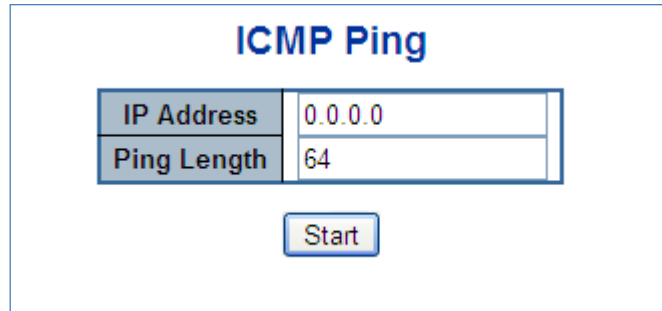 ICMP Ping
IP Address 0.0.0.0
Ping Length 64
Start